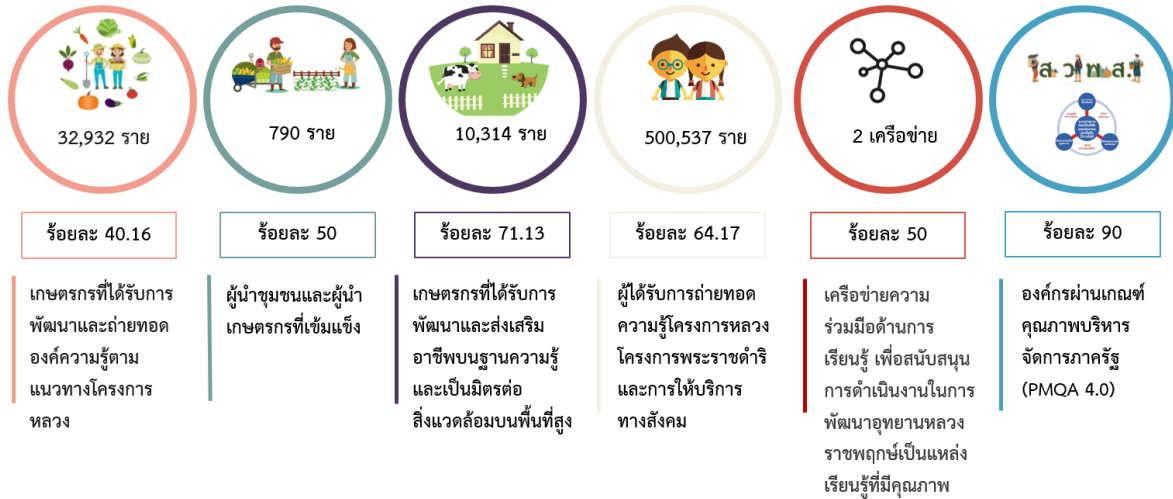 32,932 ราย
790 ราย
10,314 ราย
500,537 ราย
2 เครือข่าย
ส ว พ ส.
ร้อยละ 40.16
ร้อยละ 50
ร้อยละ 71.13
ร้อยละ 64.17
ร้อยละ 50
ร้อยละ 90
เกษตรกรที่ได้รับการ
พัฒนาและถ่ายทอด
องค์ความรู้ตาม
แนวทางโครงการ
หลวง
ผู้นำชุมชนและผู้นำ
เกษตรกรที่เข้มแข็ง
เกษตรกรที่ได้รับการ
พัฒนาและส่งเสริม
อาชีพบนฐานความรู้
และเป็นมิตรต่อ
สิ่งแวดล้อมบนพื้นที่สูง
ผู้ได้รับการถ่ายทอด
ความรู้โครงการหลวง
โครงการพระราชดำริ
และการให้บริการ
ทางสังคม
เครือข่ายความ
ร่วมมือด้านการ
เรียนรู้ เพื่อสนับสนุน
การดำเนินงานในการ
พัฒนาอุทยานหลวง
ราชพฤกษ์เป็นแหล่ง
เรียนรู้ที่มีคุณภาพ
องค์กรผ่านเกณฑ์
คุณภาพบริหาร
จัดการภาครัฐ
(PMQA 4.0)